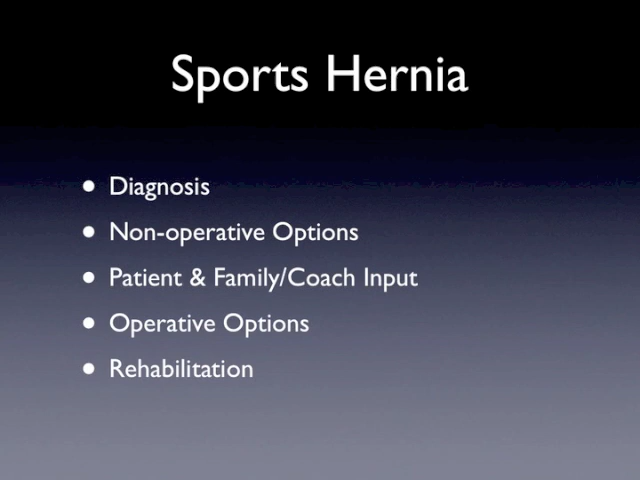 Sports Hernia
• Diagnosis
• Non-operative Options
• Patient & Family/Coach Input
• Operative Options
• Rehabilitation